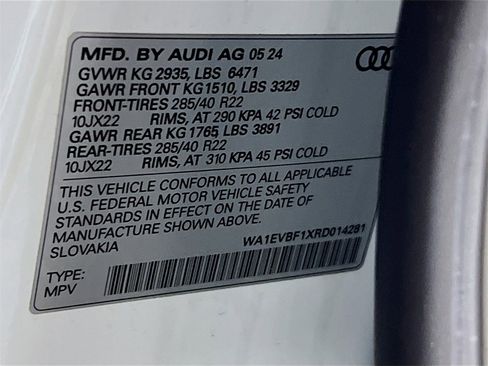 MFD. BY AUDI AG 05 24
GVWR KG 2935, LBS 6471
GAWR FRONT KG1510, LBS 3329
FRONT-TIRES 285/40 R22
10JX22 RIMS, AT 290 KPA 42 PSI COLD
GAWR REAR KG 1765, LBS 3891
REAR-TIRES 285/40 R22
10JX22 RIMS, AT 310 KPA 45 PSI COLD
THIS VEHICLE CONFORMS TO ALL APPLICABLE
U.S. FEDERAL MOTOR VEHICLE SAFETY
STANDARDS IN EFFECT ON THE DATE OF
MANUFACTURE SHOWN ABOVE.
SLOVAKIA
WA1EVBF1XRD014281
TYPE:
MPV